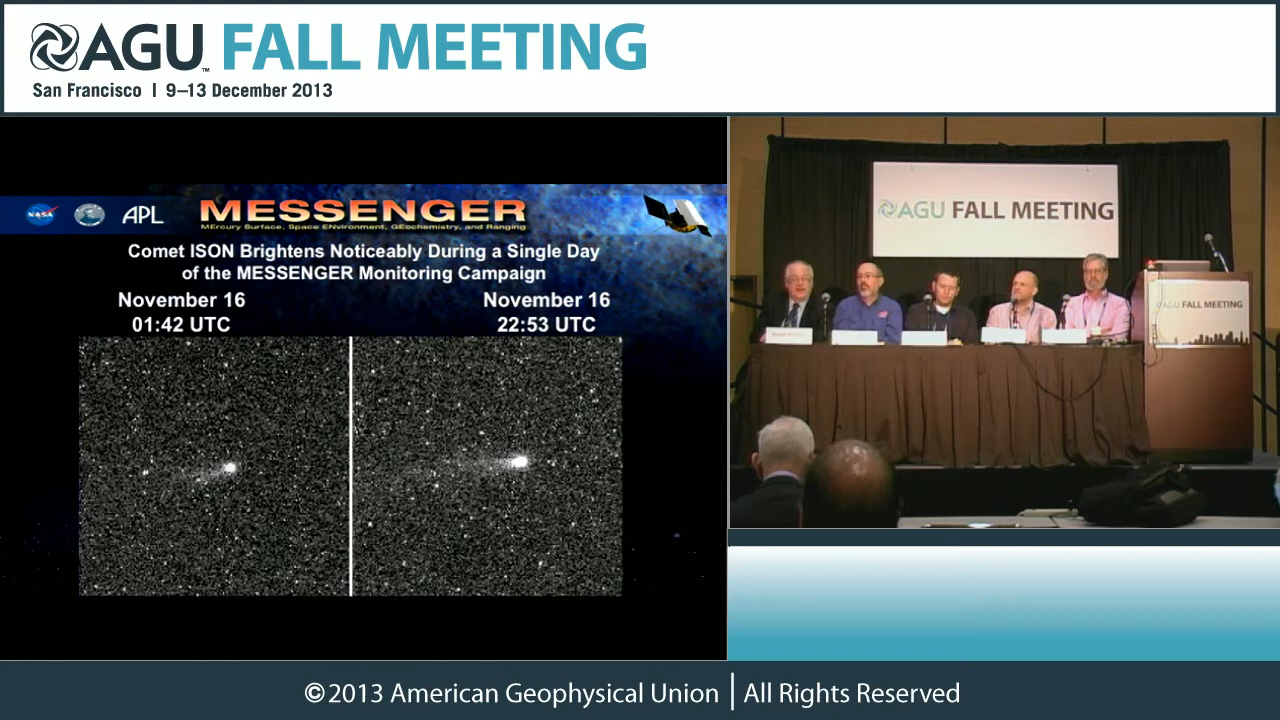 AGU FALL MEETING
San Francisco | 9–13 December 2013
NASA APL MESSENGER
MErcury Surface, Space ENvironment, GEochemistry, and Ranging
Comet ISON Brightens Noticeably During a Single Day
of the MESSENGER Monitoring Campaign
November 16
01:42 UTC
November 16
22:53 UTC
AGU FALL MEETING
AGU FALL MEETING
©2013 American Geophysical Union | All Rights Reserved